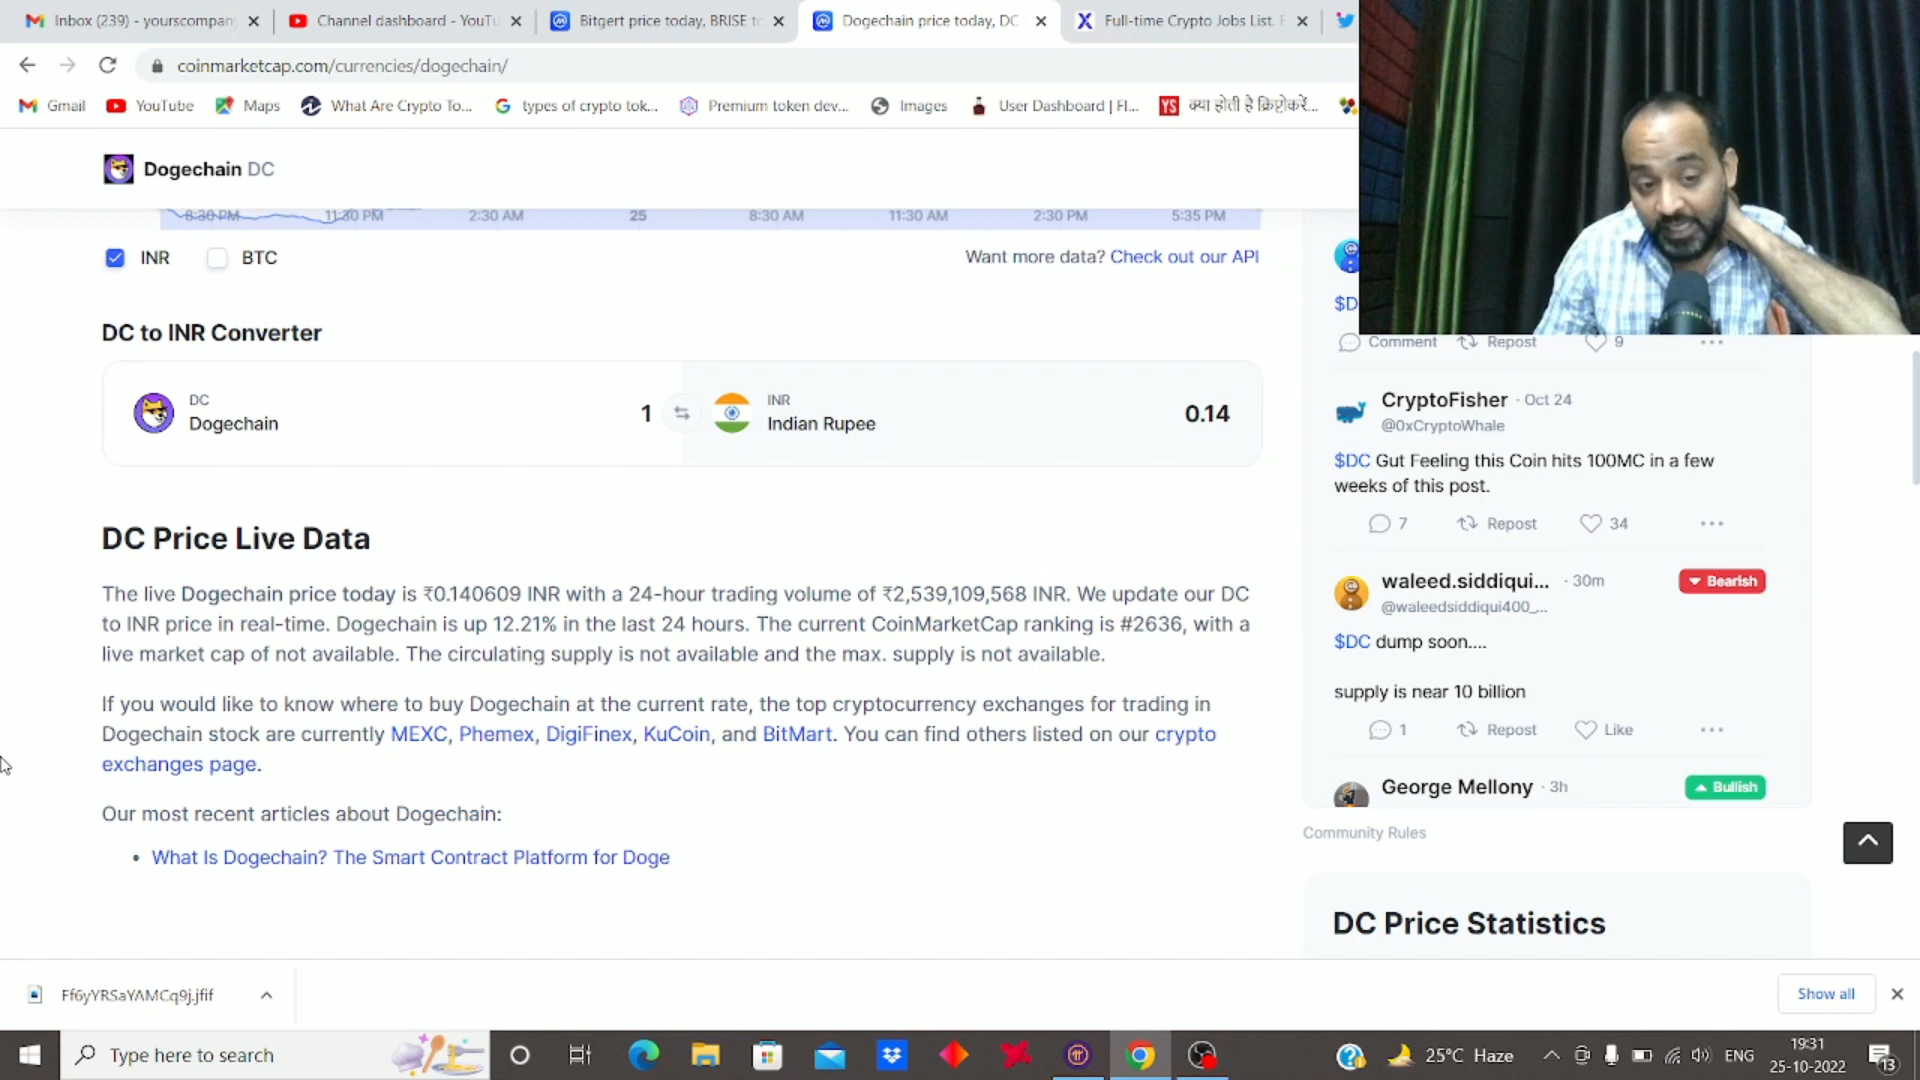 Inbox (239) - yourscompany
Channel dashboard - YouTu
Bitgert price today, BRISE to
Dogechain price today, DC
Full-time Crypto Jobs List. F
coinmarketcap.com/currencies/dogechain/
Gmail
YouTube
Maps
What Are Crypto To...
types of crypto tok...
Premium token dev...
Images
User Dashboard | Fl...
YS
क्या होती है क्रिप्टोकरें...
Dogechain DC
8:30 PM
11:30 PM
2:30 AM
25
8:30 AM
11:30 AM
2:30 PM
5:35 PM
INR
BTC
Want more data? Check out our API
DC to INR Converter
DC
Dogechain
1
INR
Indian Rupee
0.14
DC Price Live Data
The live Dogechain price today is ₹0.140609 INR with a 24-hour trading volume of ₹2,539,109,568 INR. We update our DC
to INR price in real-time. Dogechain is up 12.21% in the last 24 hours. The current CoinMarketCap ranking is #2636, with a
live market cap of not available. The circulating supply is not available and the max. supply is not available.
If you would like to know where to buy Dogechain at the current rate, the top cryptocurrency exchanges for trading in
Dogechain stock are currently MEXC, Phemex, DigiFinex, KuCoin, and BitMart. You can find others listed on our crypto
exchanges page.
Our most recent articles about Dogechain:
• What Is Dogechain? The Smart Contract Platform for Doge
$D
Comment
Repost
9
CryptoFisher · Oct 24
@0xCryptoWhale
$DC Gut Feeling this Coin hits 100MC in a few
weeks of this post.
7
Repost
34
waleed.siddiqui... · 30m
Bearish
@waleedsiddiqui400_...
$DC dump soon....
supply is near 10 billion
1
Repost
Like
George Mellony · 3h
Bullish
Community Rules
DC Price Statistics
Ff6yYRSaYAMCq9j.jfif
Show all
Type here to search
25°C Haze
ENG
19:31
25-10-2022
13